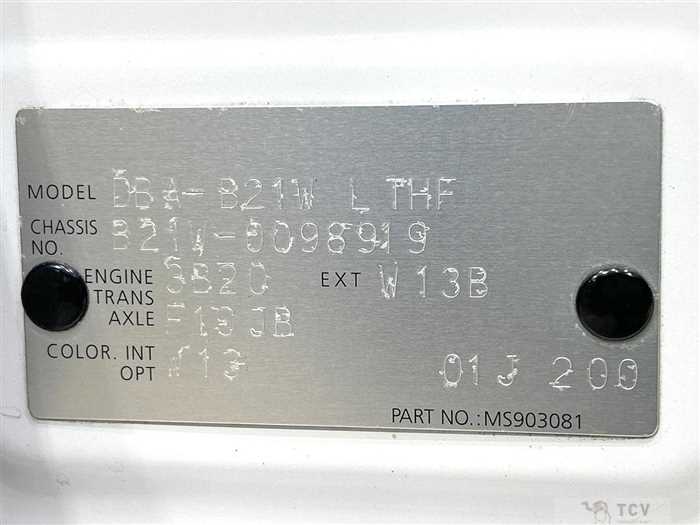 MODEL DBA-B21W LTHF
CHASSIS NO. B21W-0098919
ENGINE 3B20 EXT W13B
TRANS
AXLE F1CJB
COLOR. INT
OPT 01J 200
PART NO.:MS903081
TCV